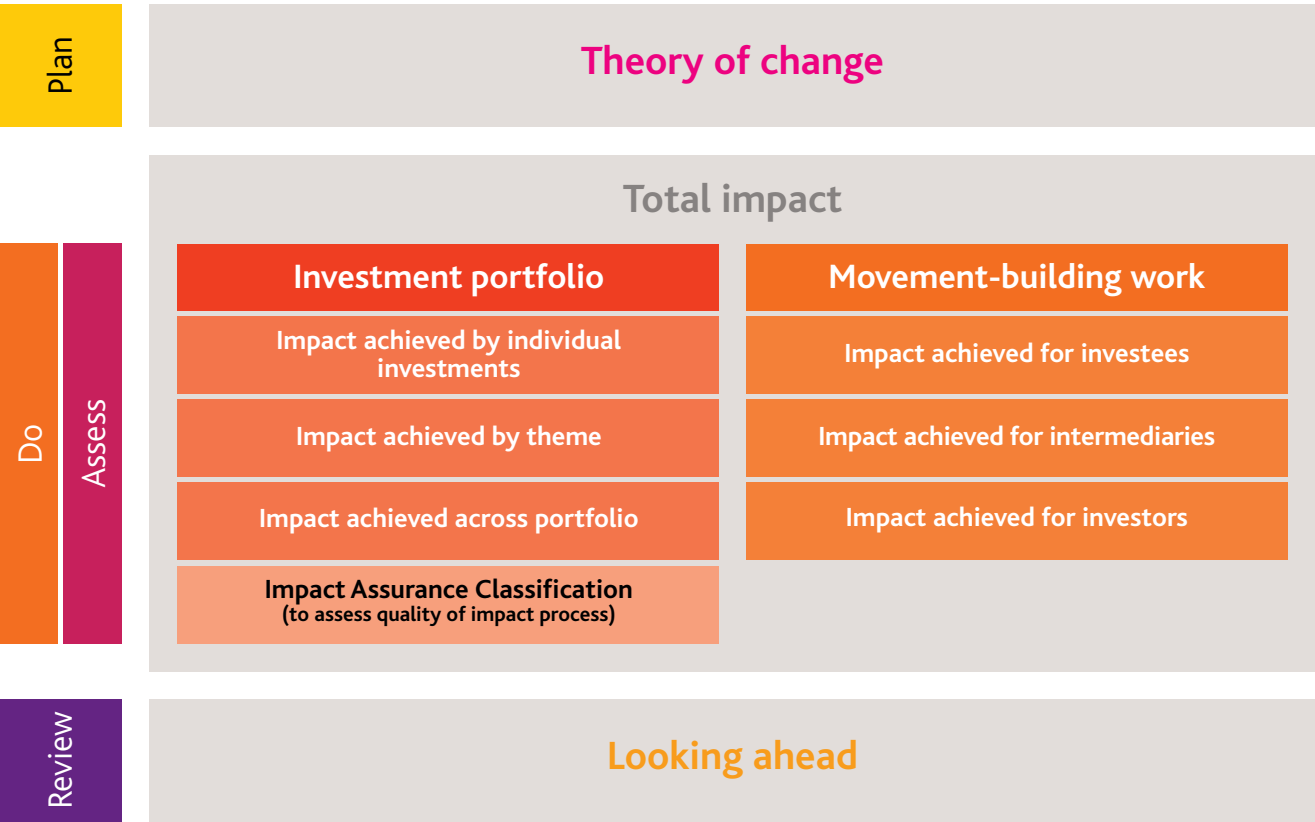 Plan
Theory of change
Total impact
Do
Assess
Investment portfolio
Impact achieved by individual
investments
Impact achieved by theme
Impact achieved across portfolio
Impact Assurance Classification
(to assess quality of impact process)
Movement-building work
Impact achieved for investees
Impact achieved for intermediaries
Impact achieved for investors
Review
Looking ahead